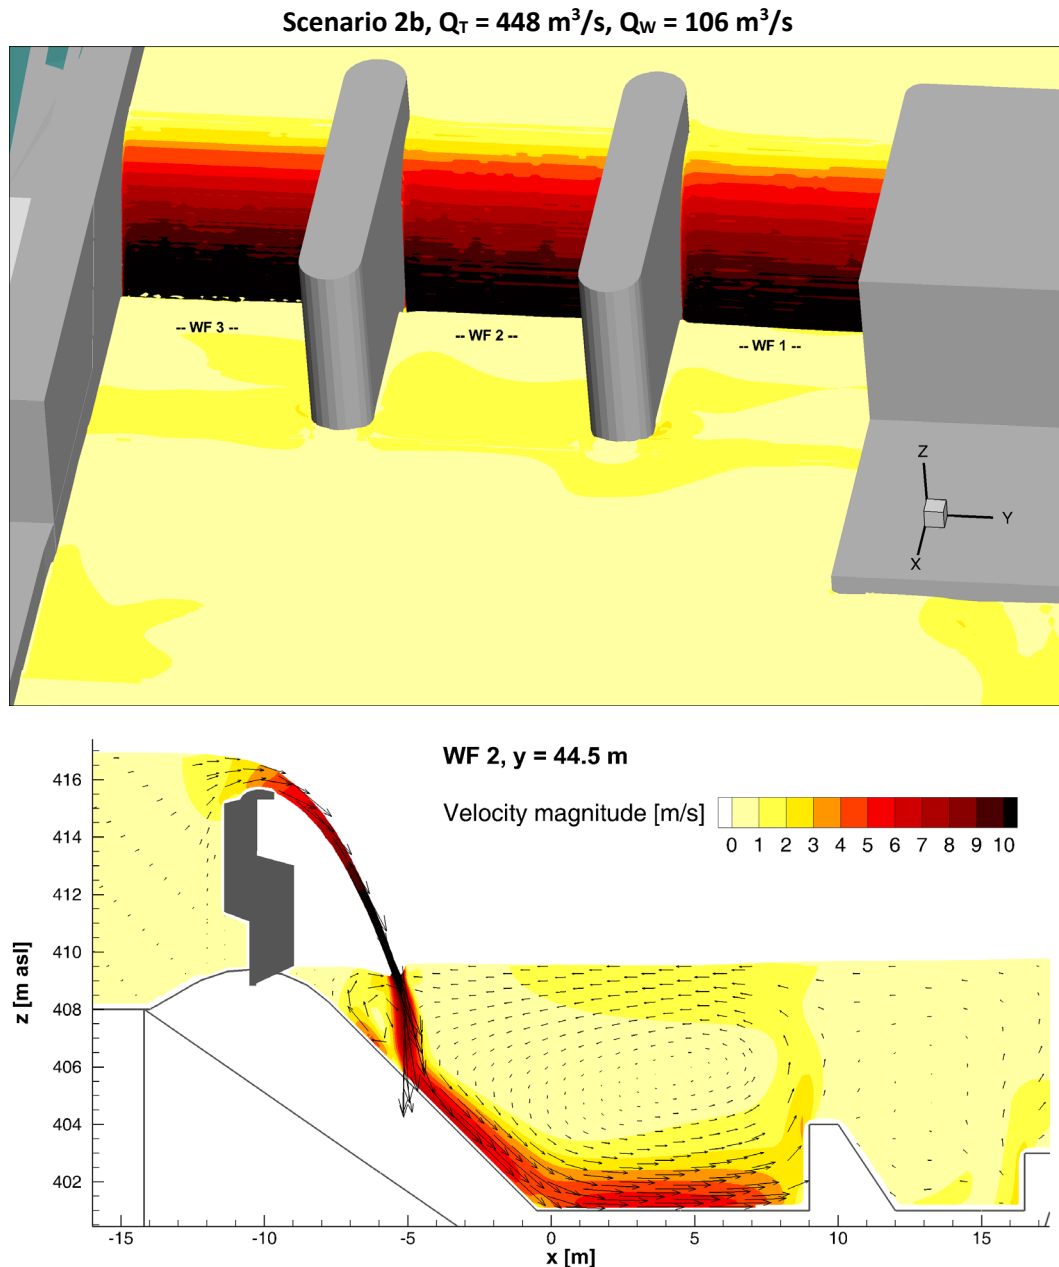 Scenario 2b, Q_T = 448 m³/s, Q_W = 106 m³/s
-- WF 3 --
-- WF 2 --
-- WF 1 --
Z
Y
X
WF 2, y = 44.5 m
Velocity magnitude [m/s]
0 1 2 3 4 5 6 7 8 9 10
416
414
412
410
408
406
404
402
z [m asl]
-15 -10 -5 0 5 10 15
x [m]